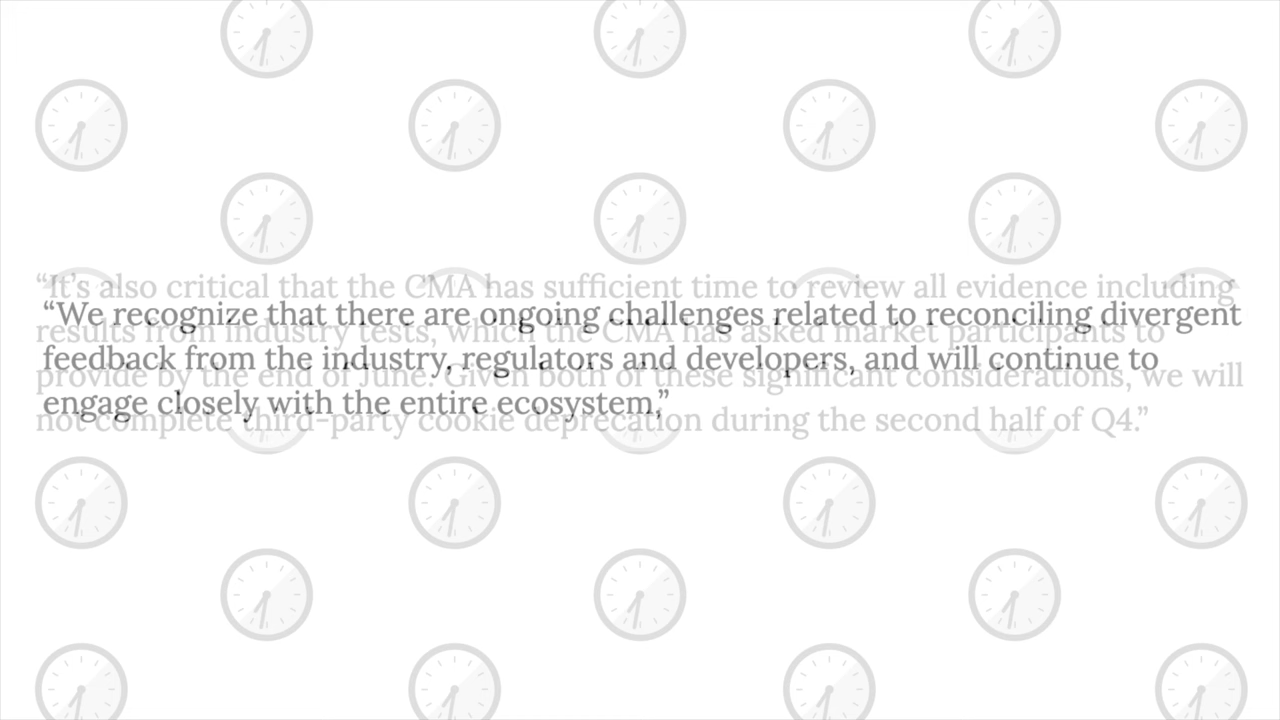 “We recognize that there are ongoing challenges related to reconciling divergent
feedback from the industry, regulators and developers, and will continue to
engage closely with the entire ecosystem,”
“It’s also critical that the CMA has sufficient time to review all evidence including
results from industry tests, which the CMA has asked market participants to
provide by the end of June. Given both of these significant considerations, we will
not complete third-party cookie deprecation during the second half of Q4.”